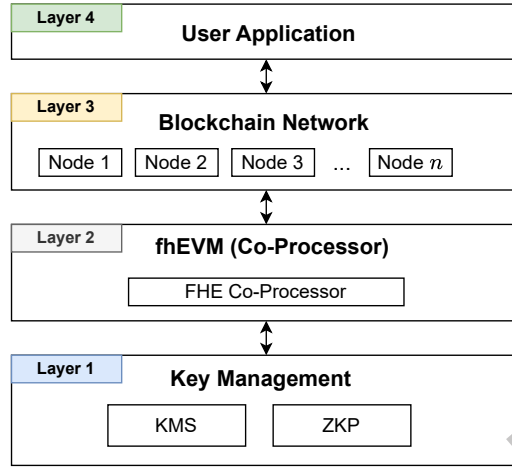 Layer 4
User Application
Layer 3
Blockchain Network
Node 1 Node 2 Node 3 ... Node n
Layer 2
fhEVM (Co-Processor)
FHE Co-Processor
Layer 1
Key Management
KMS ZKP